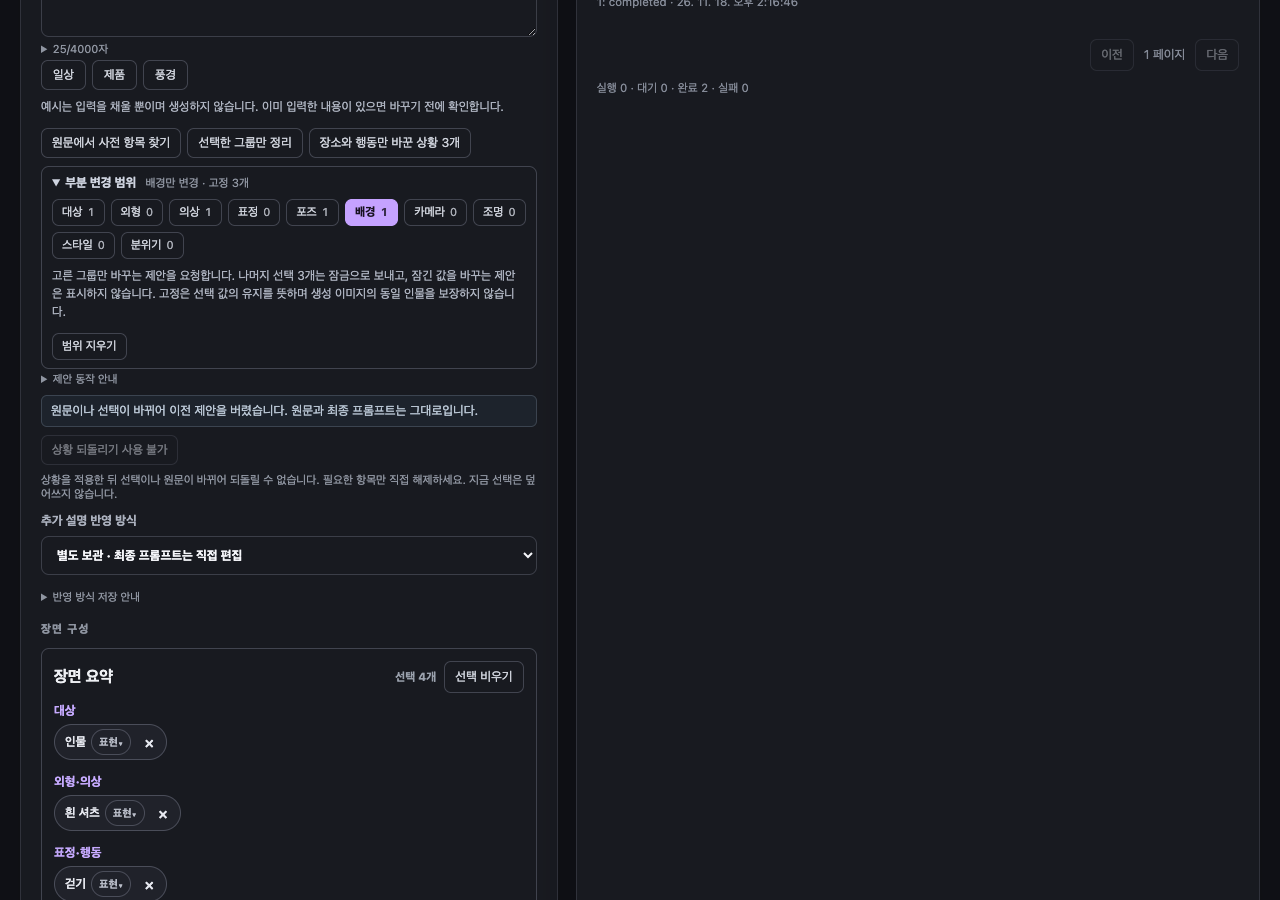 1: completed · 26. 11. 18. 오후 2:16:46
이전 1 페이지 다음
실행 0 · 대기 0 · 완료 2 · 실패 0
▶ 25/4000자
일상 제품 풍경
예시는 입력을 채울 뿐이며 생성하지 않습니다. 이미 입력한 내용이 있으면 바꾸기 전에 확인합니다.
원문에서 사전 항목 찾기 선택한 그룹만 정리 장소와 행동만 바꾼 상황 3개
▼ 부분 변경 범위 배경만 변경 · 고정 3개
대상 1 외형 0 의상 1 표정 0 포즈 1 배경 1 카메라 0 조명 0
스타일 0 분위기 0
고른 그룹만 바꾸는 제안을 요청합니다. 나머지 선택 3개는 잠금으로 보내고, 잠긴 값을 바꾸는 제안
은 표시하지 않습니다. 고정은 선택 값의 유지를 뜻하며 생성 이미지의 동일 인물을 보장하지 않습니
다.
범위 지우기
▶ 제안 동작 안내
원문이나 선택이 바뀌어 이전 제안을 버렸습니다. 원문과 최종 프롬프트는 그대로입니다.
상황 되돌리기 사용 불가
상황을 적용한 뒤 선택이나 원문이 바뀌어 되돌릴 수 없습니다. 필요한 항목만 직접 해제하세요. 지금 선택은 덮
어쓰지 않습니다.
추가 설명 반영 방식
별도 보관 · 최종 프롬프트는 직접 편집
▶ 반영 방식 저장 안내
장면 구성
장면 요약 선택 4개 선택 비우기
대상
인물 표현▾ ×
외형·의상
흰 셔츠 표현▾ ×
표정·행동
걷기 표현▾ ×